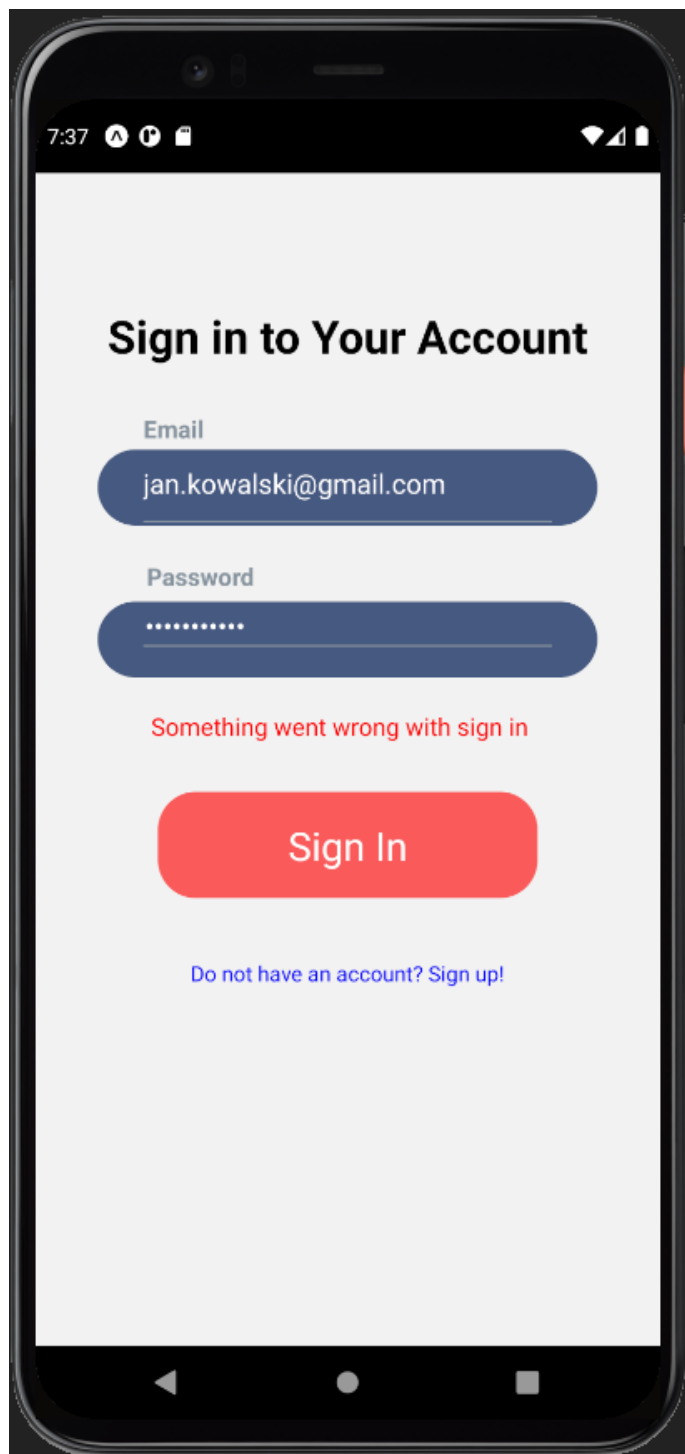 7:37
Sign in to Your Account
Email
jan.kowalski@gmail.com
Password
•••••••••••
Something went wrong with sign in
Sign In
Do not have an account? Sign up!